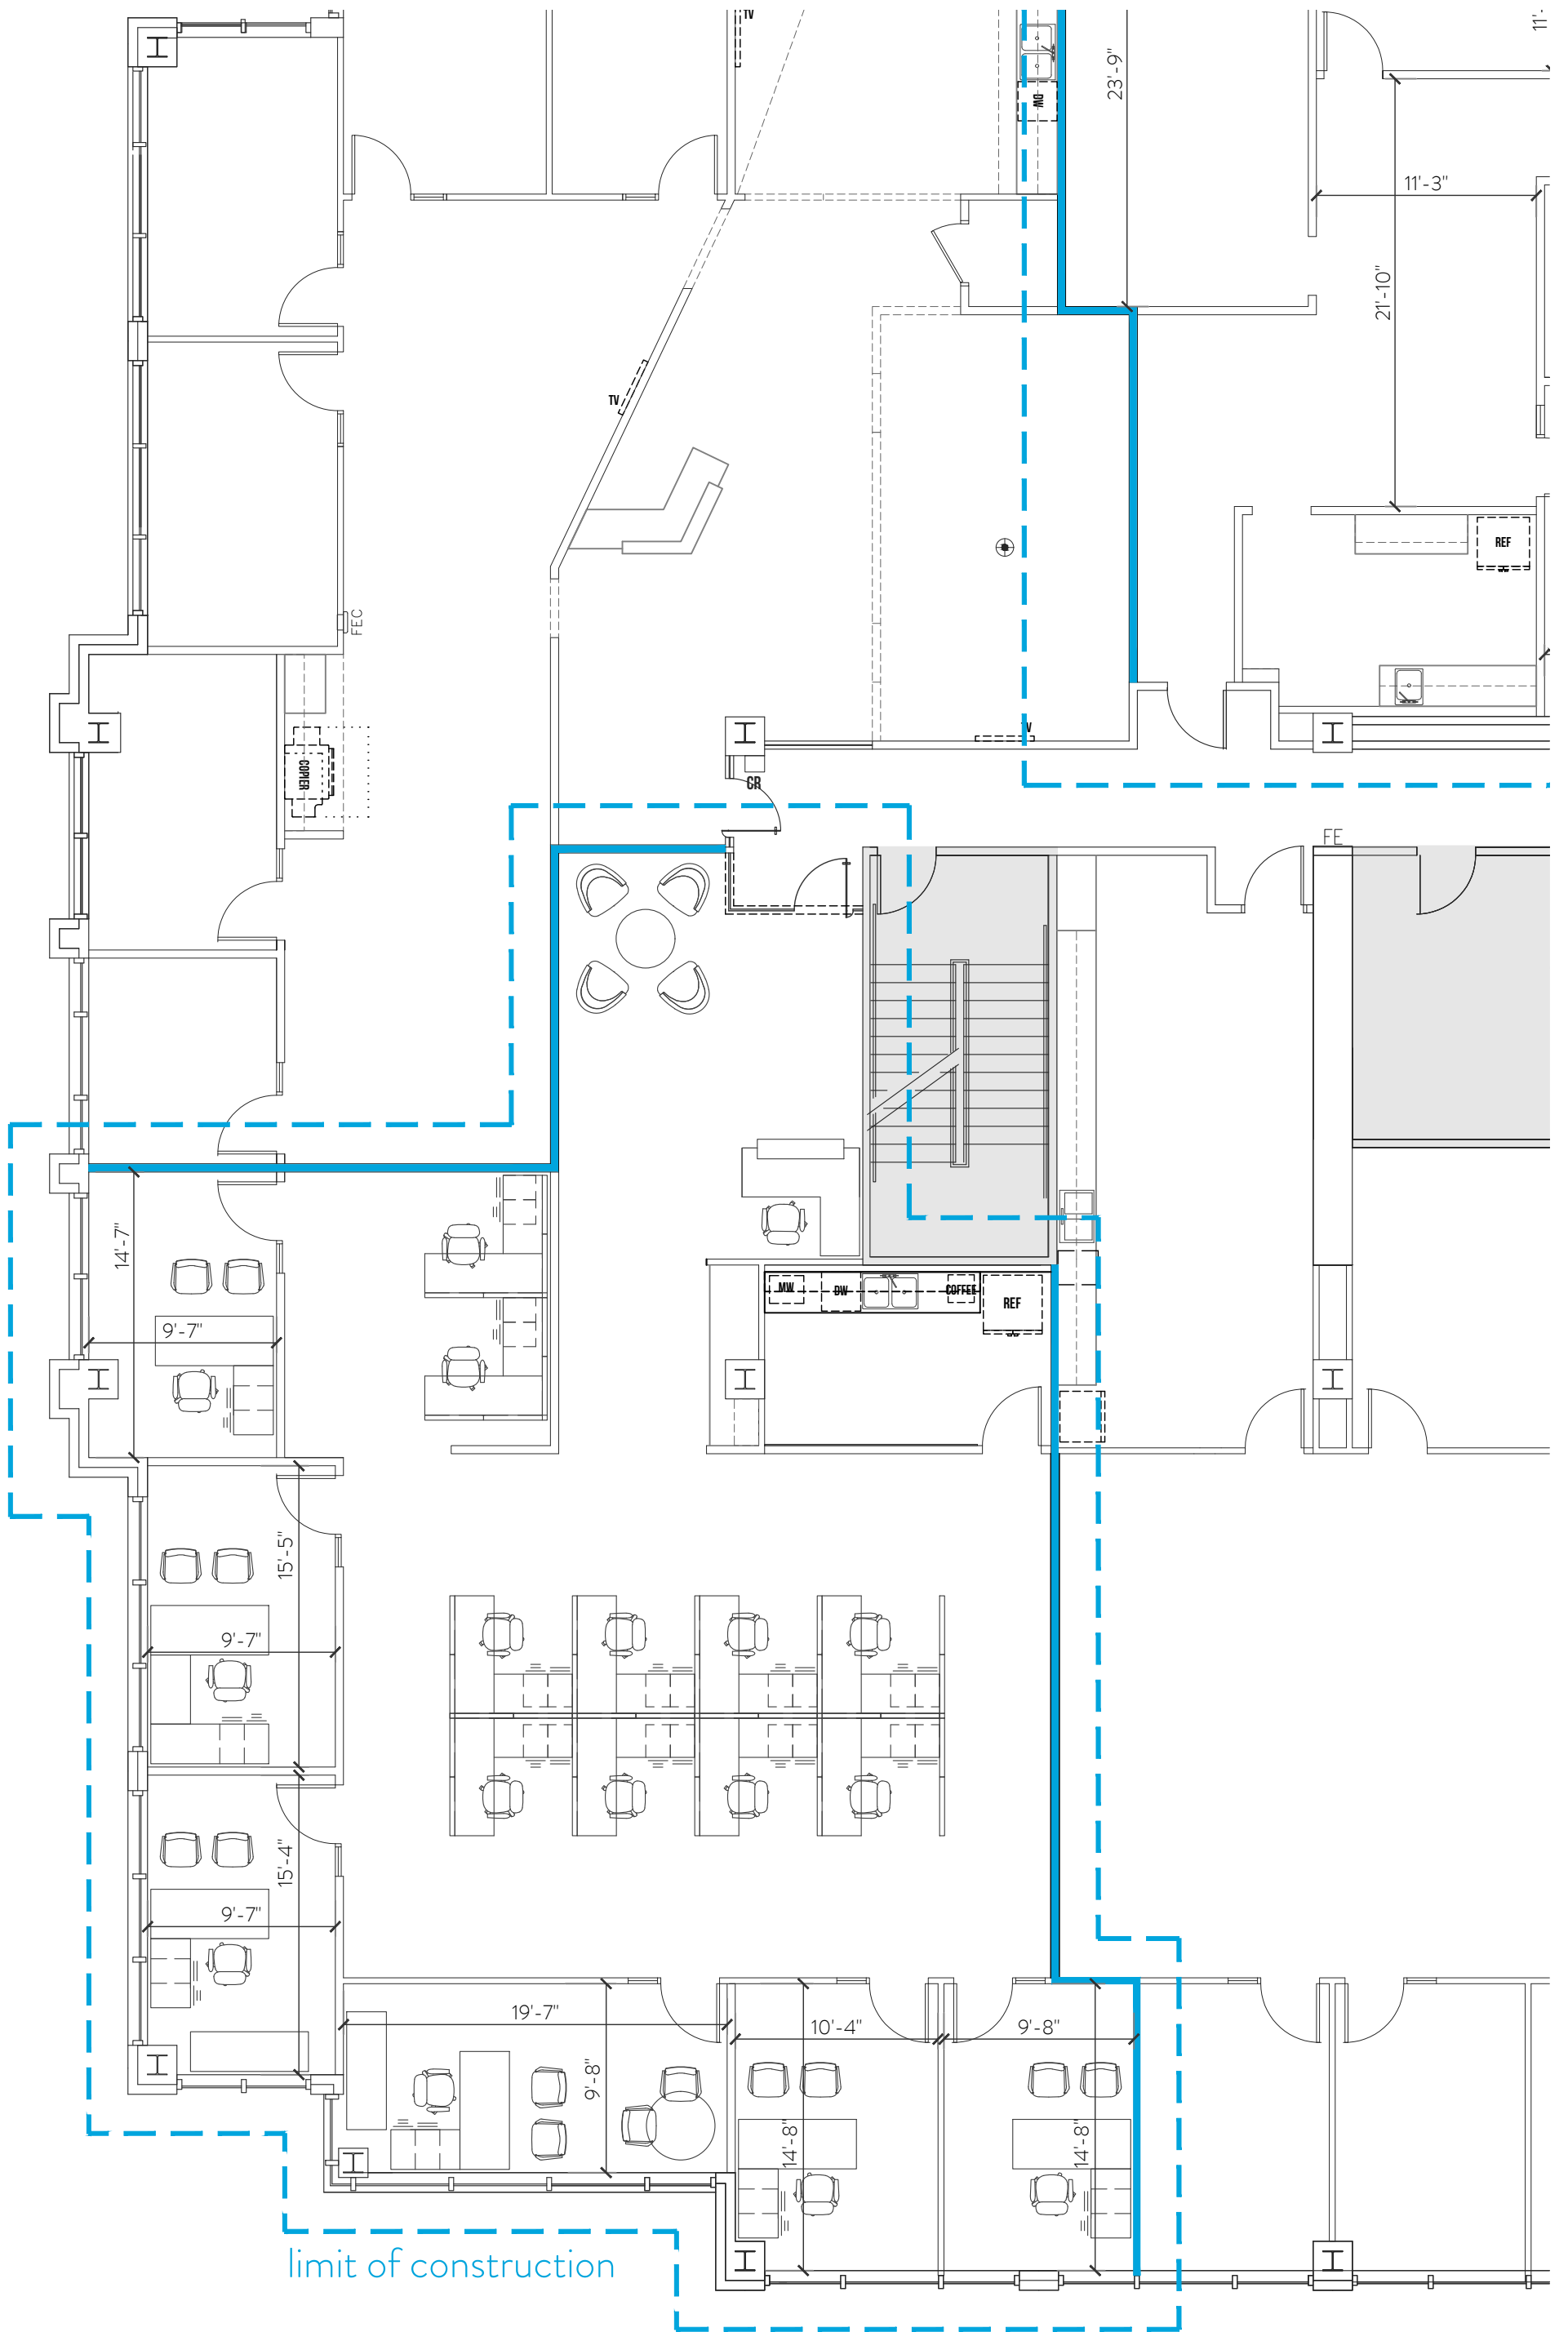 TV
11'-
23'-9"
DW
11'-3"
21'-10"
TV
REF
FEC
TV
COPIER
CR
FE
14'-7"
MW
DW
COFFEE
REF
9'-7"
15'-5"
9'-7"
15'-4"
9'-7"
19'-7"
10'-4"
9'-8"
9'-8"
14'-8"
14'-8"
limit of construction